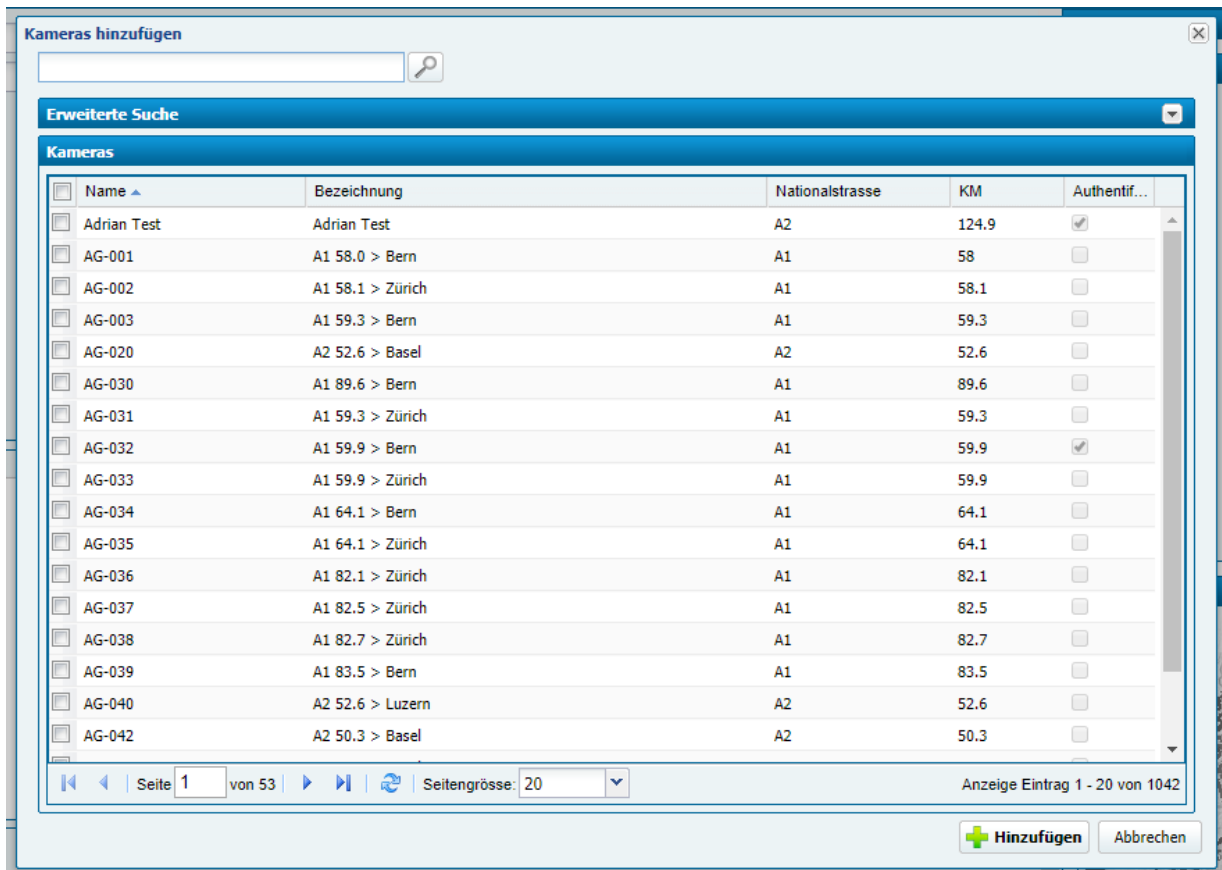 Kameras hinzufügen
Erweiterte Suche
Kameras
Name Bezeichnung Nationalstrasse KM Authentif...
Adrian Test Adrian Test A2 124.9
AG-001 A1 58.0 > Bern A1 58
AG-002 A1 58.1 > Zürich A1 58.1
AG-003 A1 59.3 > Bern A1 59.3
AG-020 A2 52.6 > Basel A2 52.6
AG-030 A1 89.6 > Bern A1 89.6
AG-031 A1 59.3 > Zürich A1 59.3
AG-032 A1 59.9 > Bern A1 59.9
AG-033 A1 59.9 > Zürich A1 59.9
AG-034 A1 64.1 > Bern A1 64.1
AG-035 A1 64.1 > Zürich A1 64.1
AG-036 A1 82.1 > Zürich A1 82.1
AG-037 A1 82.5 > Zürich A1 82.5
AG-038 A1 82.7 > Zürich A1 82.7
AG-039 A1 83.5 > Bern A1 83.5
AG-040 A2 52.6 > Luzern A2 52.6
AG-042 A2 50.3 > Basel A2 50.3
Seite 1 von 53 Seitengrösse: 20 Anzeige Eintrag 1 - 20 von 1042
Hinzufügen Abbrechen